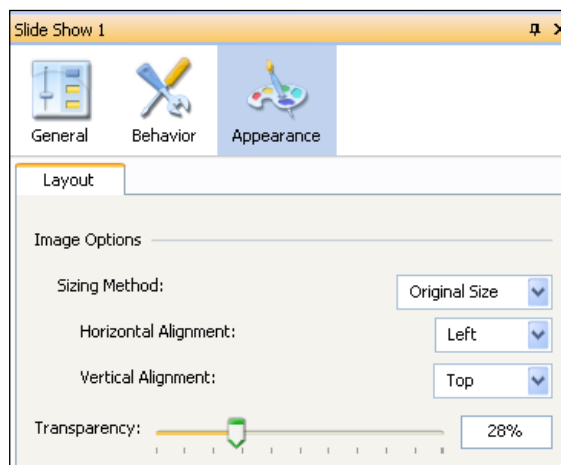 Slide Show 1
General Behavior Appearance
Layout
Image Options
Sizing Method: Original Size
Horizontal Alignment: Left
Vertical Alignment: Top
Transparency: 28%